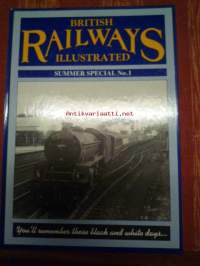 BRITISH
RAILWAYS
ILLUSTRATED
SUMMER SPECIAL No.1
antikvariaatti.net
You'll remember those black and white days...